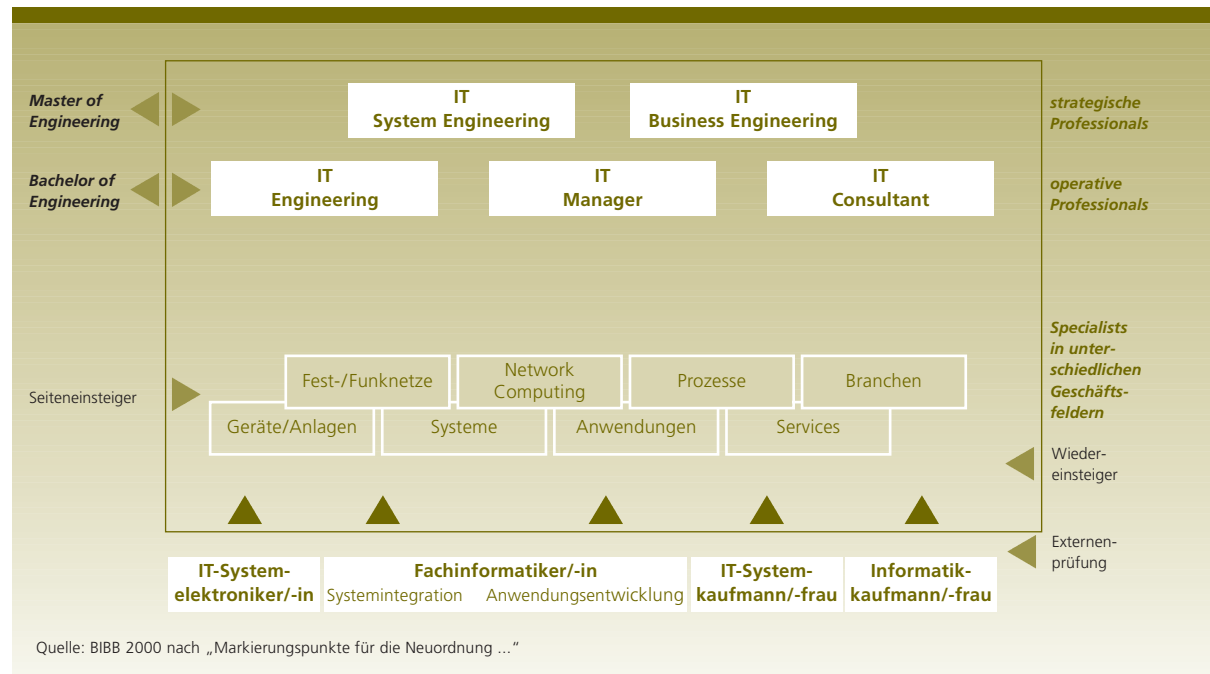 Master of
Engineering
IT
System Engineering
IT
Business Engineering
strategische
Professionals
Bachelor of
Engineering
IT
Engineering
IT
Manager
IT
Consultant
operative
Professionals
Specialists
in unter-
schiedlichen
Geschäfts-
feldern
Seiteneinsteiger
Fest-/Funknetze
Network
Computing
Prozesse
Branchen
Geräte/Anlagen
Systeme
Anwendungen
Services
Wieder-
einsteiger
Externen-
prüfung
IT-System-
elektroniker/-in
Fachinformatiker/-in
Systemintegration Anwendungsentwicklung
IT-System-
kaufmann/-frau
Informatik-
kaufmann/-frau
Quelle: BIBB 2000 nach „Markierungspunkte für die Neuordnung ...“